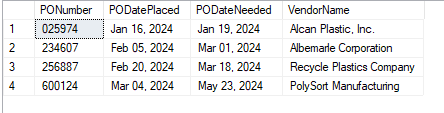 PONumber PODatePlaced PODateNeeded VendorName
1 025974 Jan 16, 2024 Jan 19, 2024 Alcan Plastic, Inc.
2 234607 Feb 05, 2024 Mar 01, 2024 Albemarle Corporation
3 256887 Feb 20, 2024 Mar 18, 2024 Recycle Plastics Company
4 600124 Mar 04, 2024 May 23, 2024 PolySort Manufacturing